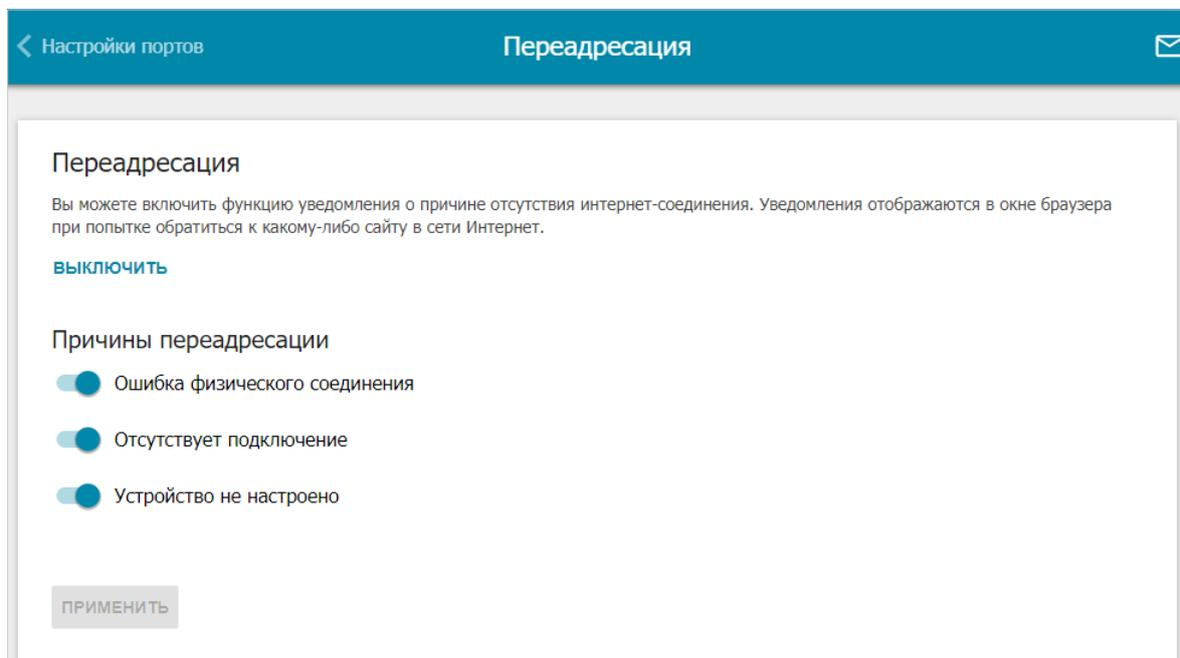 Настройки портов
Переадресация
Переадресация
Вы можете включить функцию уведомления о причине отсутствия интернет-соединения. Уведомления отображаются в окне браузера
при попытке обратиться к какому-либо сайту в сети Интернет.
ВЫКЛЮЧИТЬ
Причины переадресации
Ошибка физического соединения
Отсутствует подключение
Устройство не настроено
ПРИМЕНИТЬ